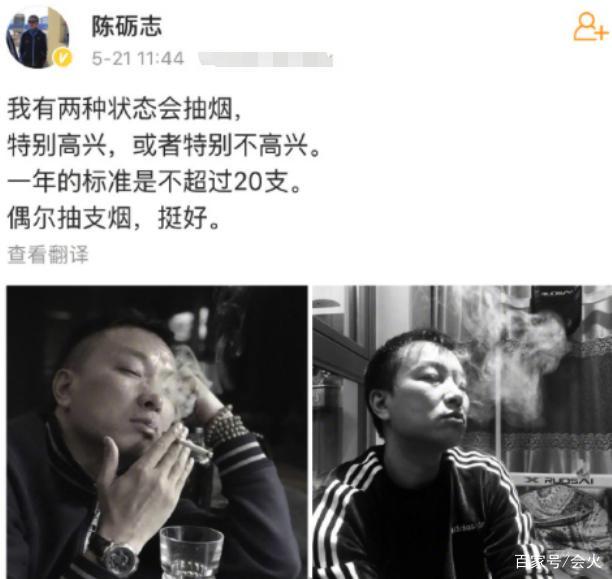 陈砺志
5-21 11:44
我有两种状态会抽烟，
特别高兴，或者特别不高兴。
一年的标准是不超过20支。
偶尔抽支烟，挺好。
查看翻译
RUOSAI
adidas
百家号/会火